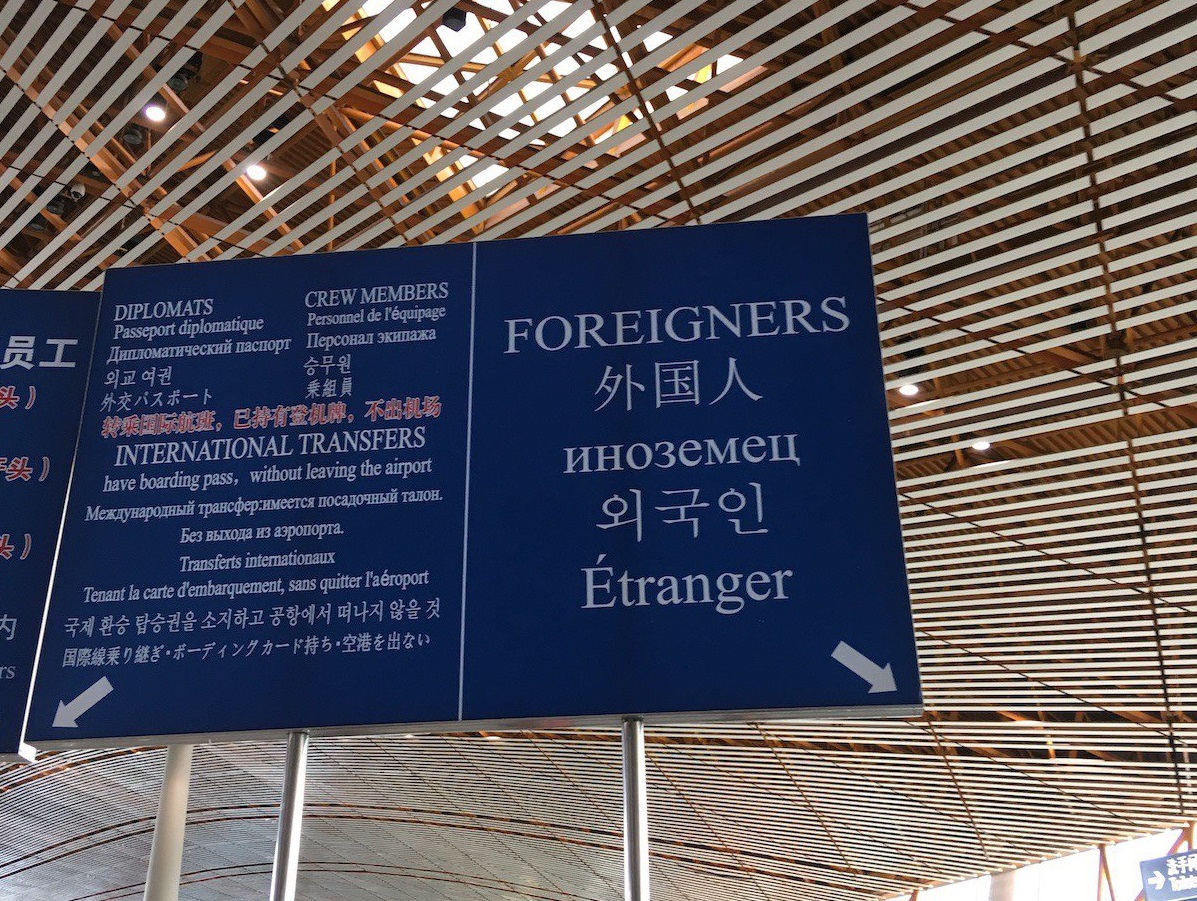 员工
头）
头）
头）
内
rs
DIPLOMATS
Passeport diplomatique
Дипломатический паспорт
외교 여권
外交パスポート
CREW MEMBERS
Personnel de l'équipage
Персонал экипажа
승무원
乗組員
转乘国际航班，已持有登机牌，不出机场
INTERNATIONAL TRANSFERS
have boarding pass，without leaving the airport
Международный трансфер:имеется посадочный талон.
Без выхода из аэропорта.
Transferts internationaux
Tenant la carte d'embarquement, sans quitter l'aéroport
국제 환승 탑승권을 소지하고 공항에서 떠나지 않을 것
国際線乗り継ぎ・ボーディングカード持ち・空港を出ない
FOREIGNERS
外国人
иноземец
외국인
Étranger